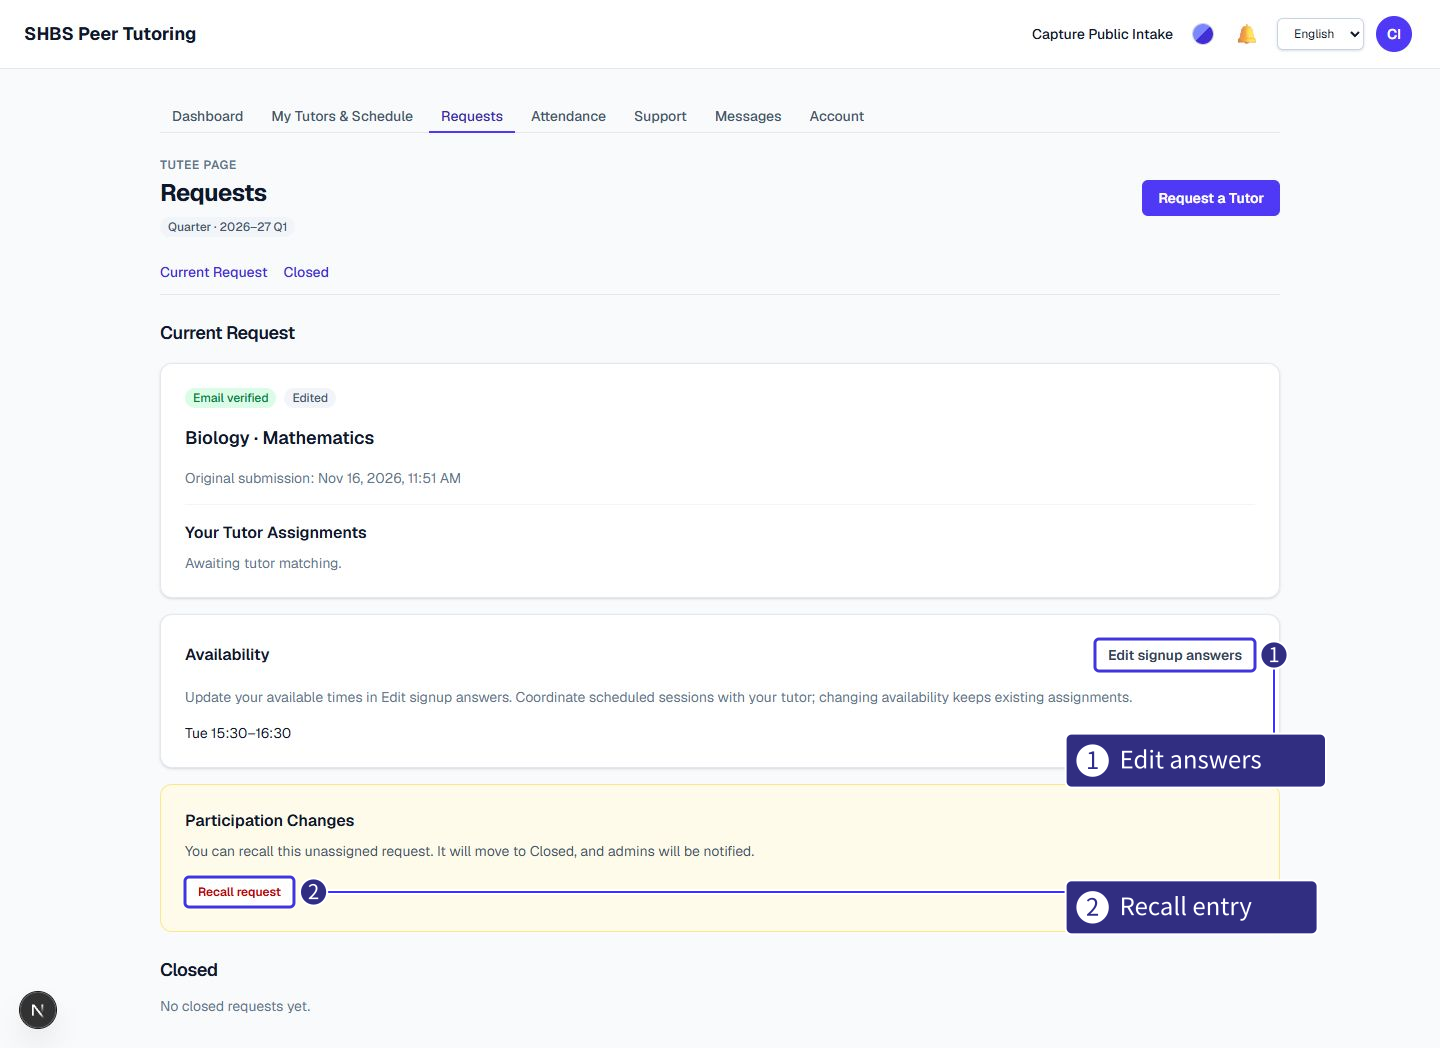 SHBS Peer Tutoring
Capture Public Intake
English
CI
Dashboard
My Tutors & Schedule
Requests
Attendance
Support
Messages
Account
TUTEE PAGE
Requests
Request a Tutor
Quarter · 2026–27 Q1
Current Request
Closed
Current Request
Email verified
Edited
Biology · Mathematics
Original submission: Nov 16, 2026, 11:51 AM
Your Tutor Assignments
Awaiting tutor matching.
Availability
Edit signup answers
1
Update your available times in Edit signup answers. Coordinate scheduled sessions with your tutor; changing availability keeps existing assignments.
Tue 15:30–16:30
1 Edit answers
Participation Changes
You can recall this unassigned request. It will move to Closed, and admins will be notified.
Recall request
2
2 Recall entry
Closed
No closed requests yet.
N